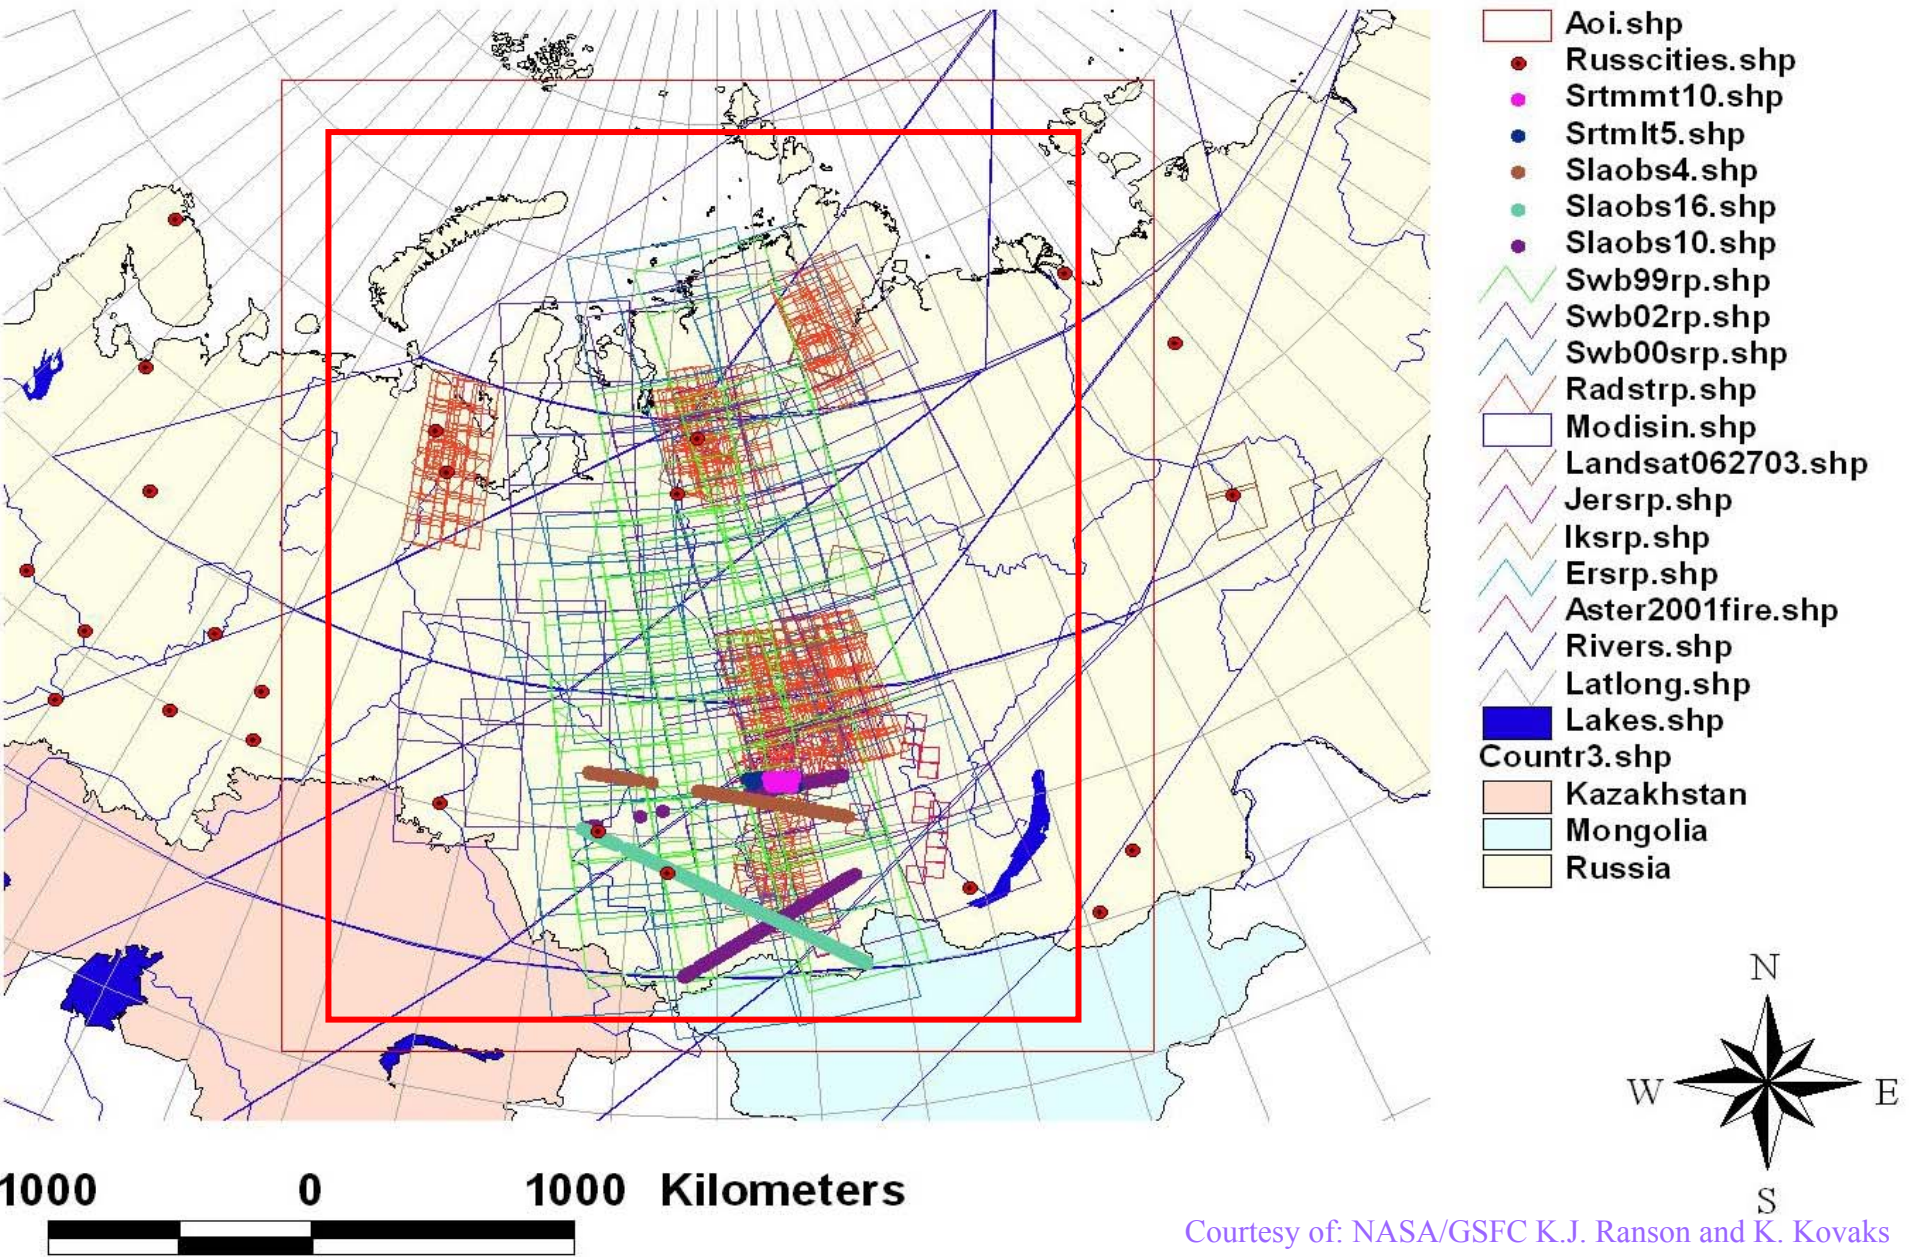 Aoi.shp
Russcities.shp
Srtmmt10.shp
Srtmlt5.shp
Slaobs4.shp
Slaobs16.shp
Slaobs10.shp
Swb99rp.shp
Swb02rp.shp
Swb00srp.shp
Radstrp.shp
Modisin.shp
Landsat062703.shp
Jersrp.shp
Iksrp.shp
Ersrp.shp
Aster2001fire.shp
Rivers.shp
Latlong.shp
Lakes.shp
Countr3.shp
Kazakhstan
Mongolia
Russia
N
W E
S
1000 0 1000 Kilometers
Courtesy of: NASA/GSFC K.J. Ranson and K. Kovaks